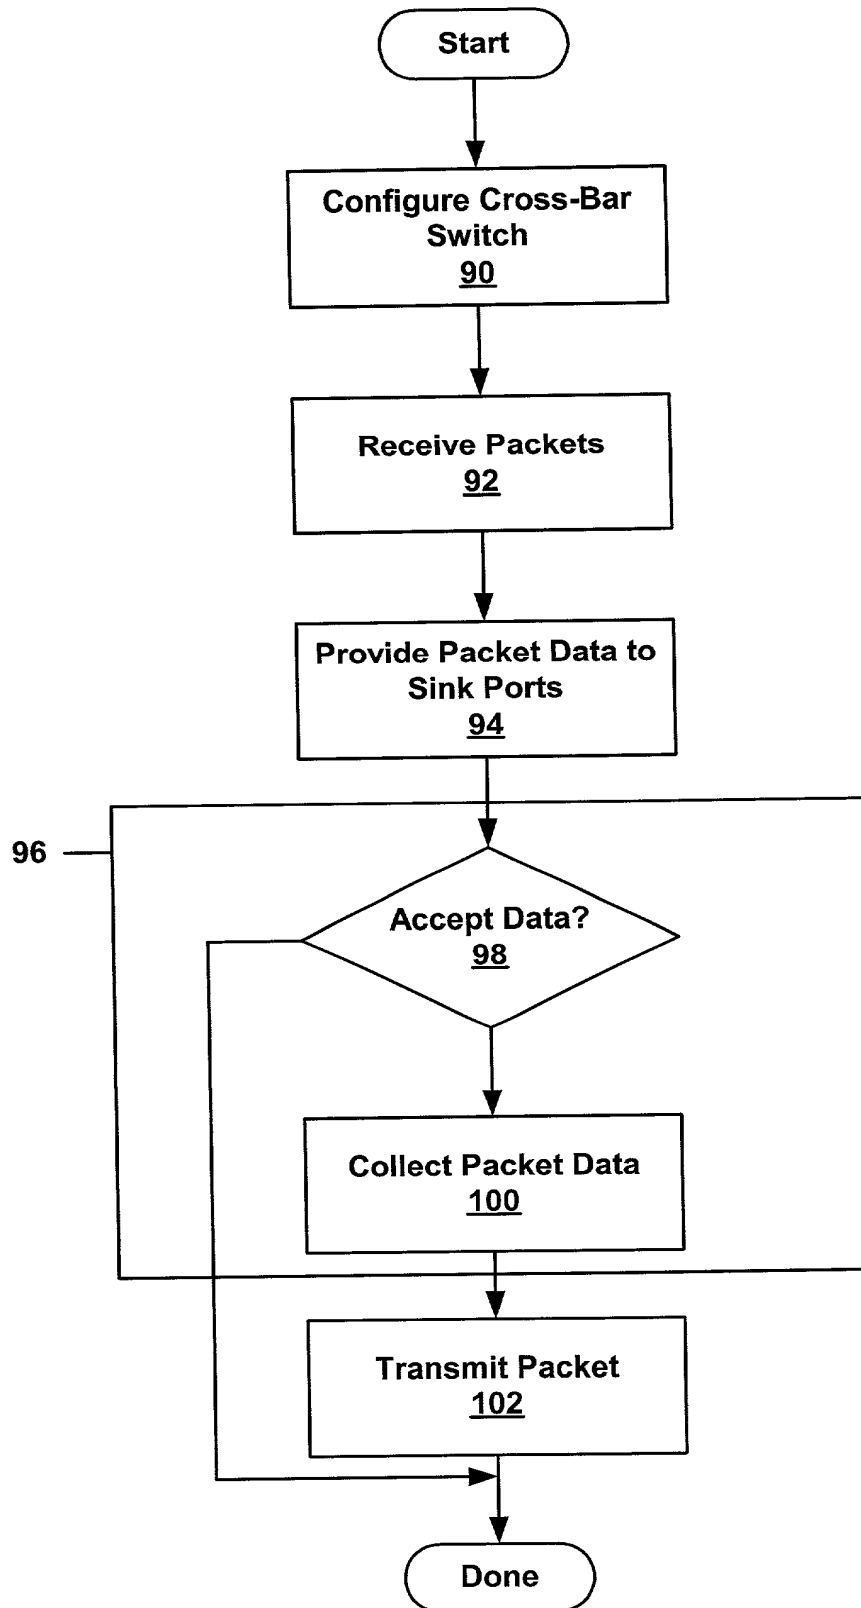 Start
Configure Cross-Bar
Switch
90
Receive Packets
92
Provide Packet Data to
Sink Ports
94
96
Accept Data?
98
Collect Packet Data
100
Transmit Packet
102
Done